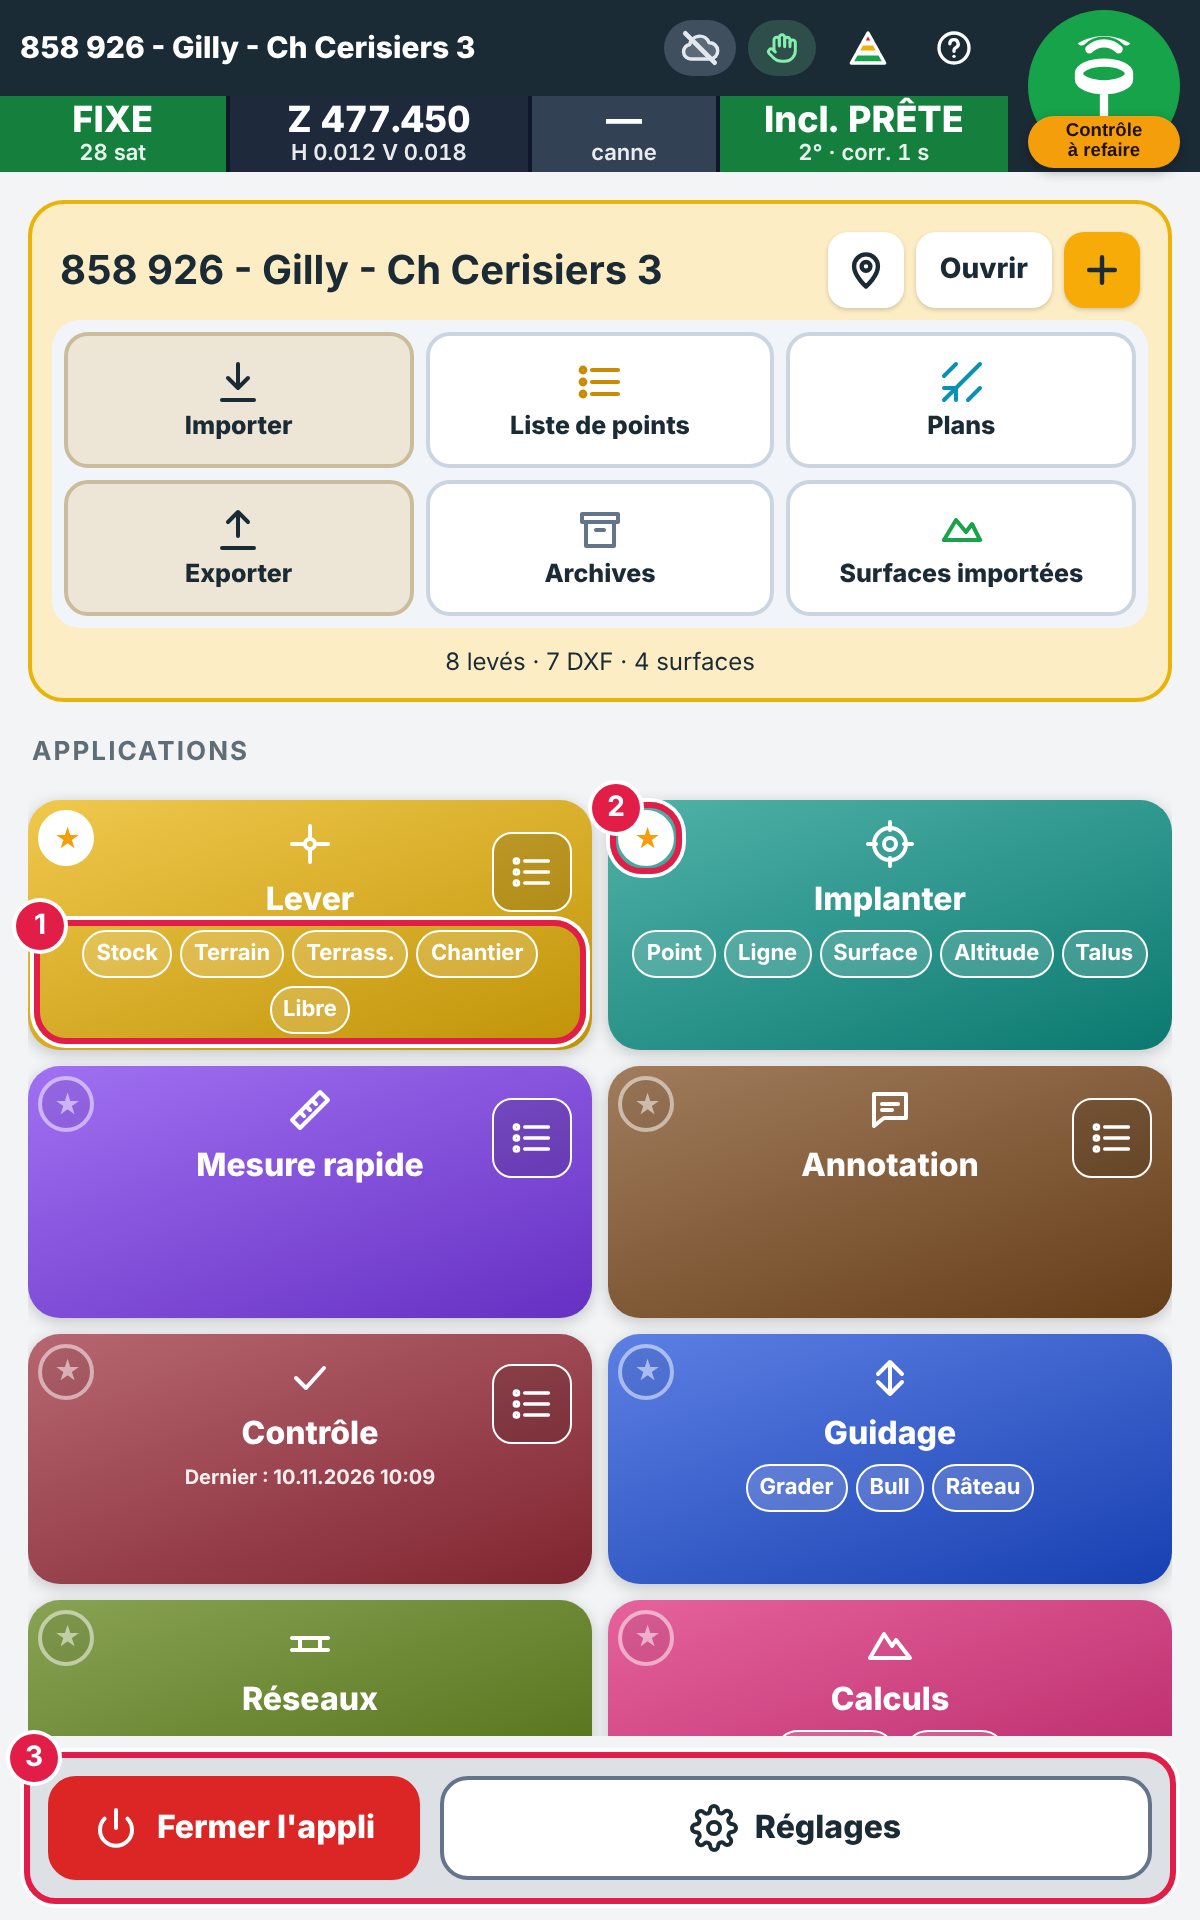 858 926 - Gilly - Ch Cerisiers 3
FIXE
28 sat
Z 477.450
H 0.012 V 0.018
—
canne
Incl. PRÊTE
2° · corr. 1 s
Contrôle
à refaire
858 926 - Gilly - Ch Cerisiers 3
Ouvrir
Importer
Liste de points
Plans
Exporter
Archives
Surfaces importées
8 levés · 7 DXF · 4 surfaces
APPLICATIONS
2
Lever
Implanter
1
Stock Terrain Terrass. Chantier
Libre
Point Ligne Surface Altitude Talus
Mesure rapide
Annotation
Contrôle
Dernier : 10.11.2026 10:09
Guidage
Grader Bull Râteau
Réseaux
Calculs
3
Fermer l'appli
Réglages